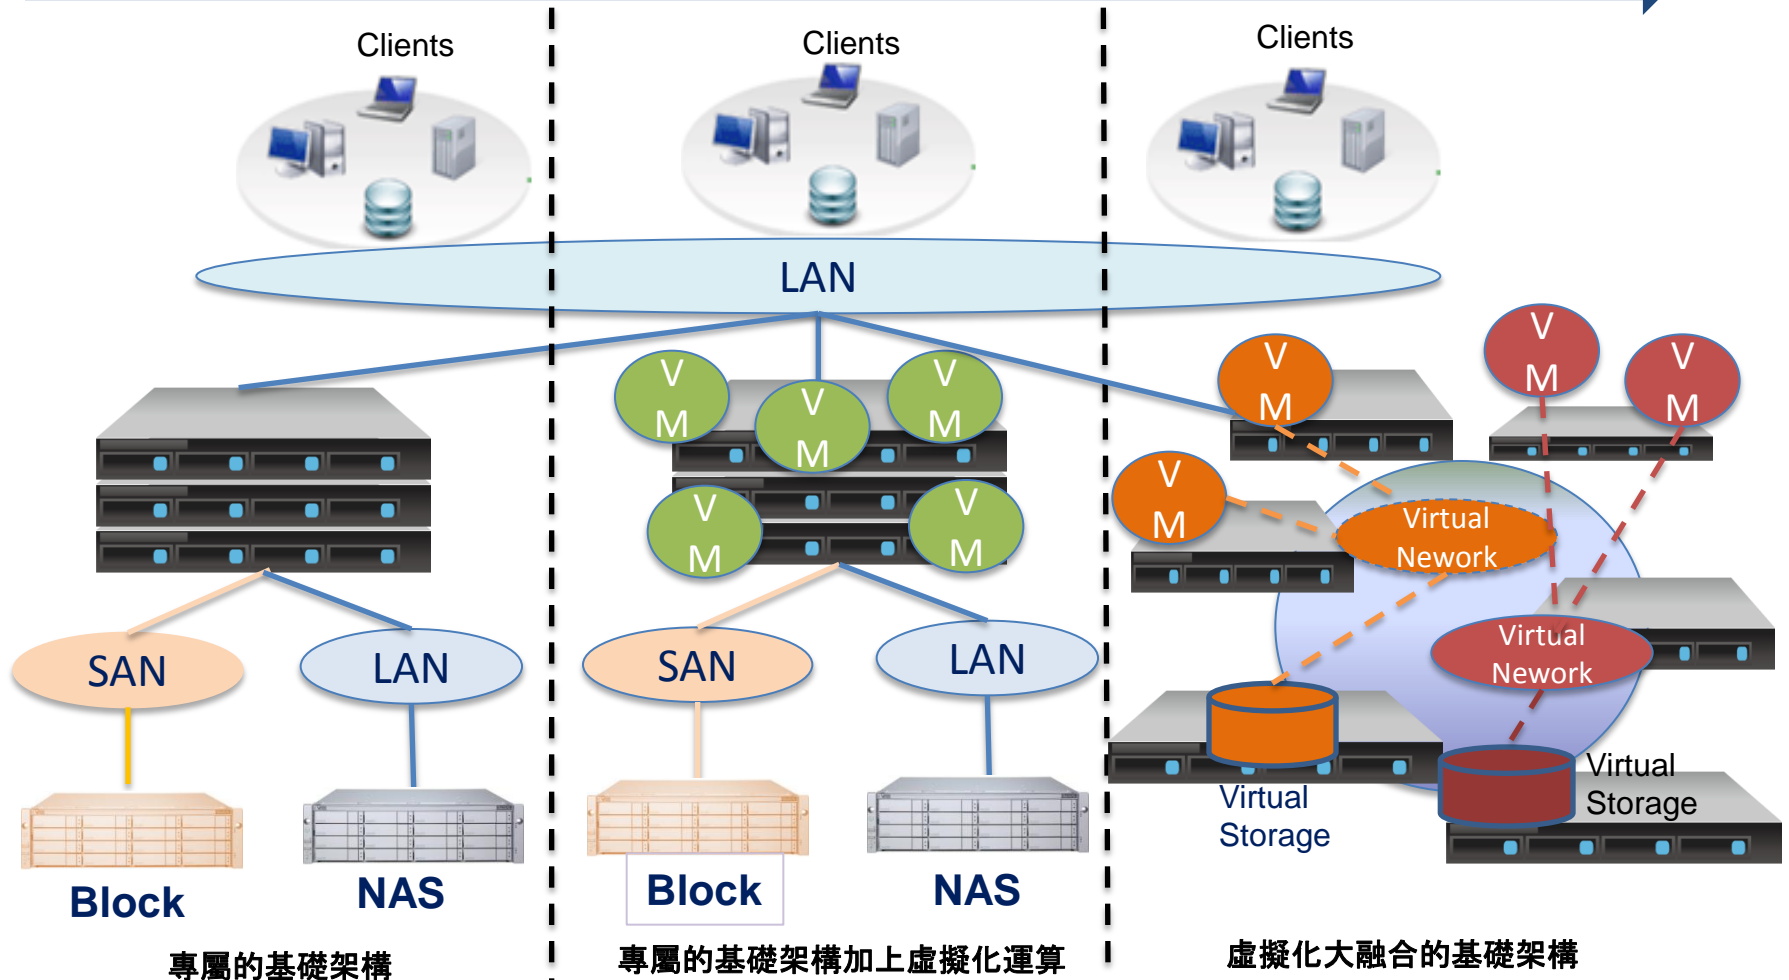 Clients
Clients
Clients
LAN
V
M
V
M
V
M
V
M
V
M
V
M
V
M
V
M
V
M
Virtual
Nework
Virtual
Nework
SAN
LAN
SAN
LAN
Virtual
Storage
Virtual
Storage
Block
NAS
Block
NAS
專屬的基礎架構
專屬的基礎架構加上虛擬化運算
虛擬化大融合的基礎架構